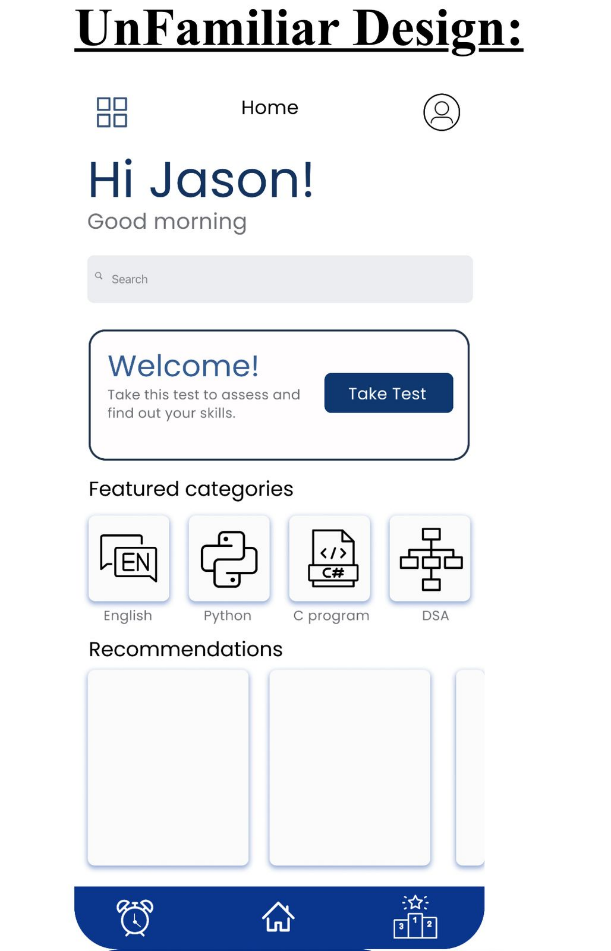 UnFamiliar Design:
Home
Hi Jason!
Good morning
Search
Welcome!
Take this test to assess and
find out your skills.
Take Test
Featured categories
EN
C#
English
Python
C program
DSA
Recommendations
3 1 2